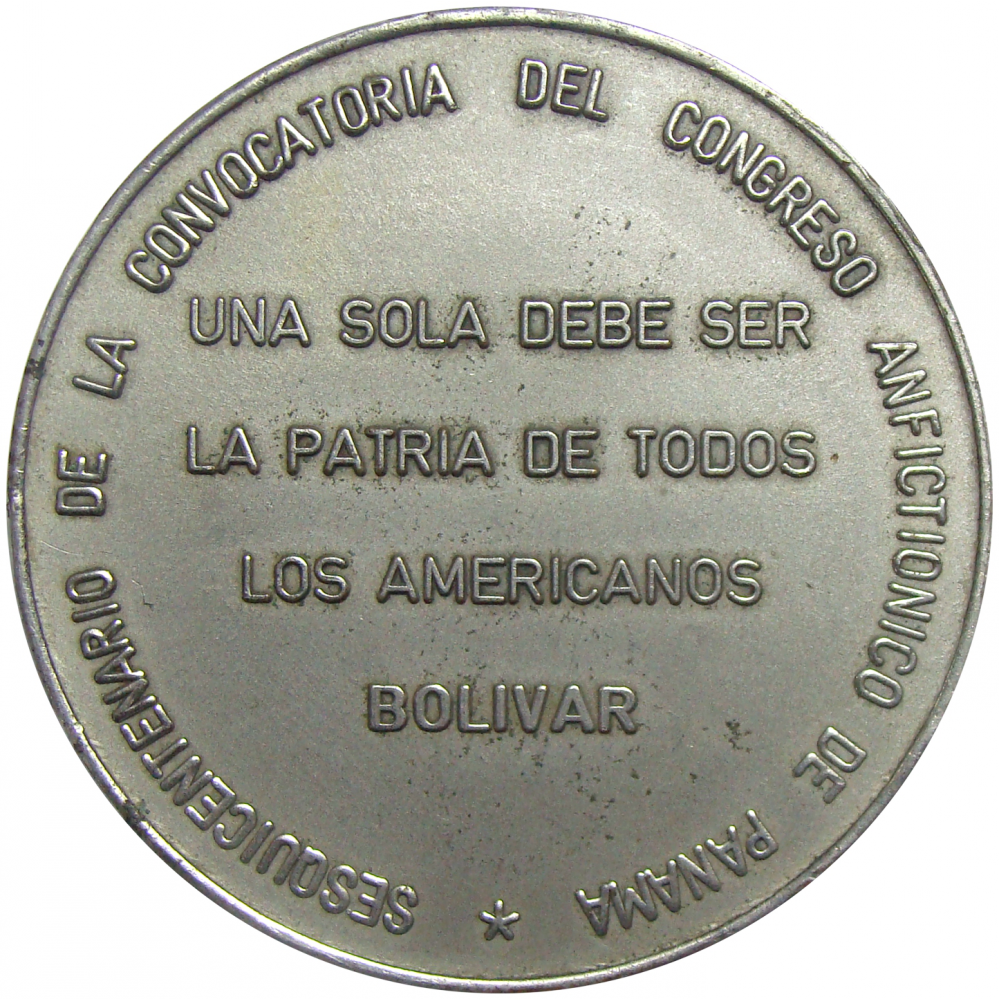 SESQUICENTENARIO DE LA CONVOCATORIA DEL CONGRESO ANFICTIONICO DE PANAMA *
UNA SOLA DEBE SER
LA PATRIA DE TODOS
LOS AMERICANOS
BOLIVAR